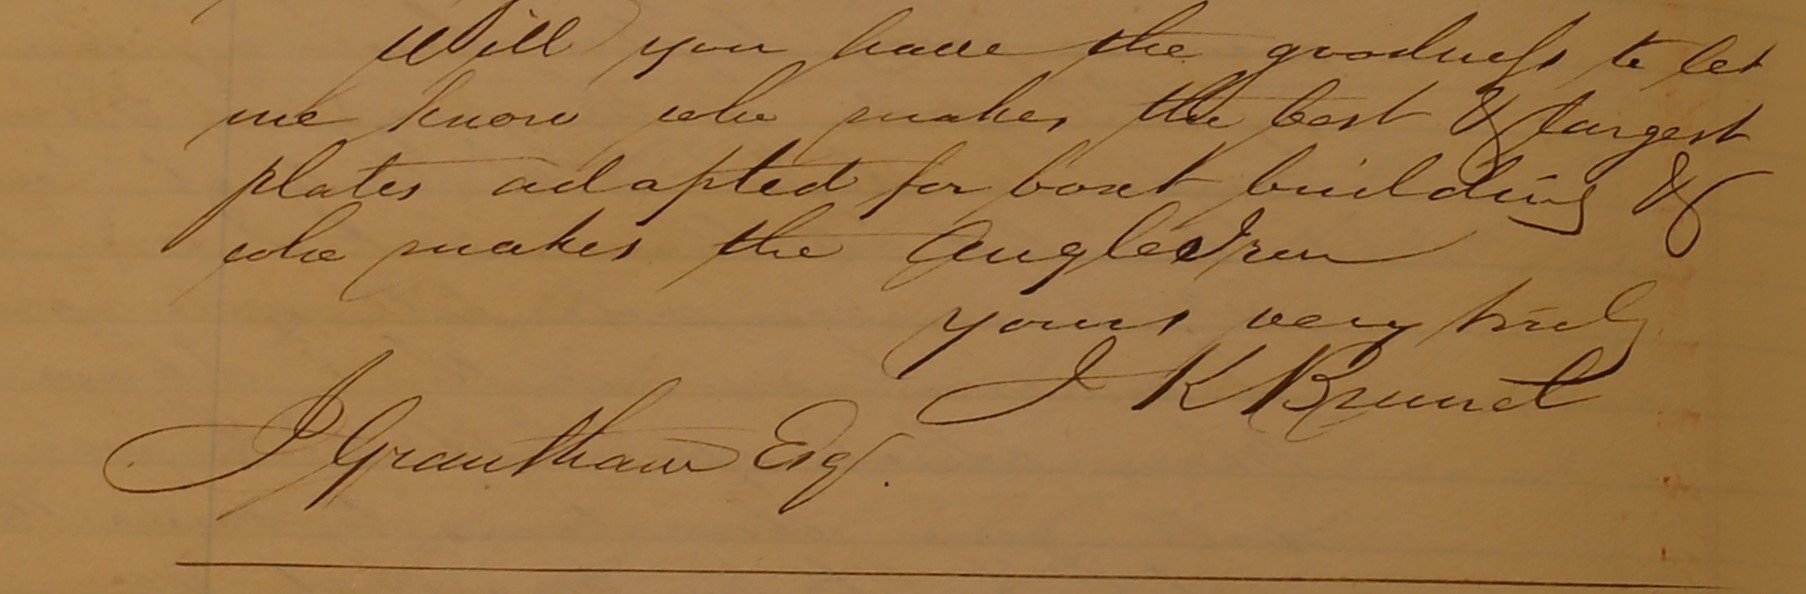 Will you have the goodness to let
me know who makes the best & largest
plates adapted for boat building &
who makes the Angle Iron
yours very truly
I K Brunel
J Grantham Esq.